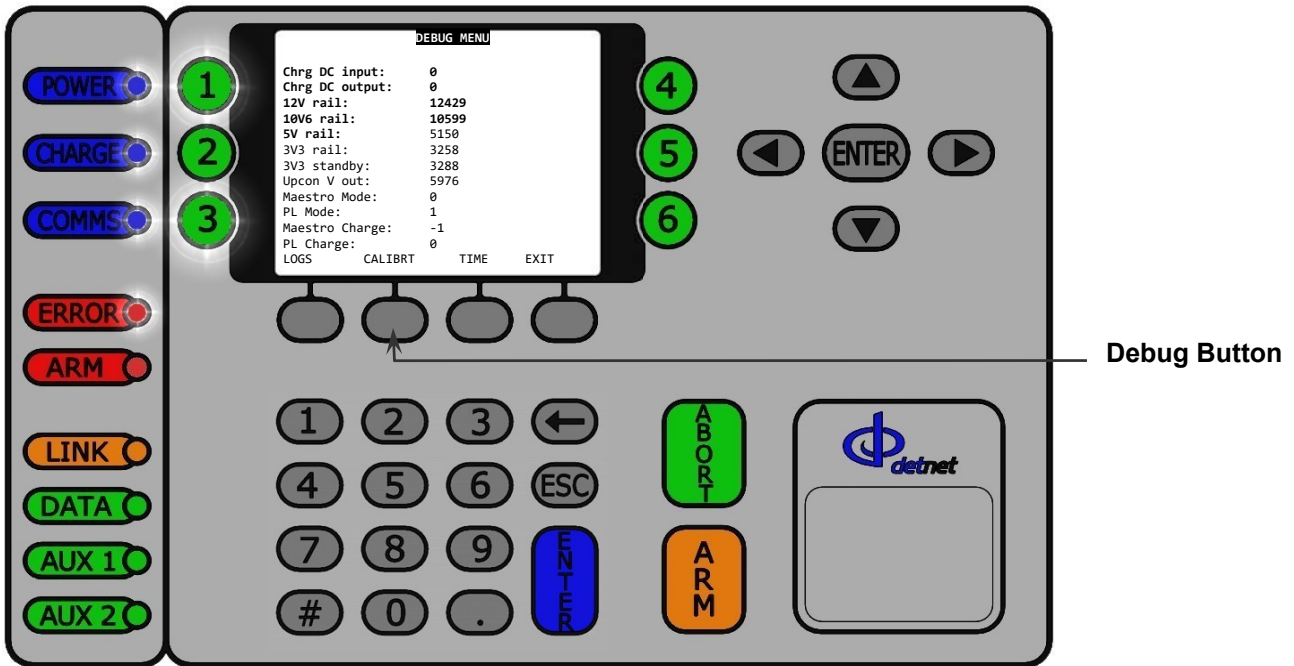 DEBUG MENU
Chrg DC input: 0
Chrg DC output: 0
12V rail: 12429
10V6 rail: 10599
5V rail: 5150
3V3 rail: 3258
3V3 standby: 3288
Upcon V out: 5976
Maestro Mode: 0
PL Mode: 1
Maestro Charge: -1
PL Charge: 0
LOGS CALIBRT TIME EXIT
POWER
CHARGE
COMMS
ERROR
ARM
LINK
DATA
AUX 1
AUX 2
1
2
3
4
5
6
ENTER
Debug Button
1 2 3
4 5 6 ESC
7 8 9
# 0 .
ENTER
ABORT
ARM
detnet